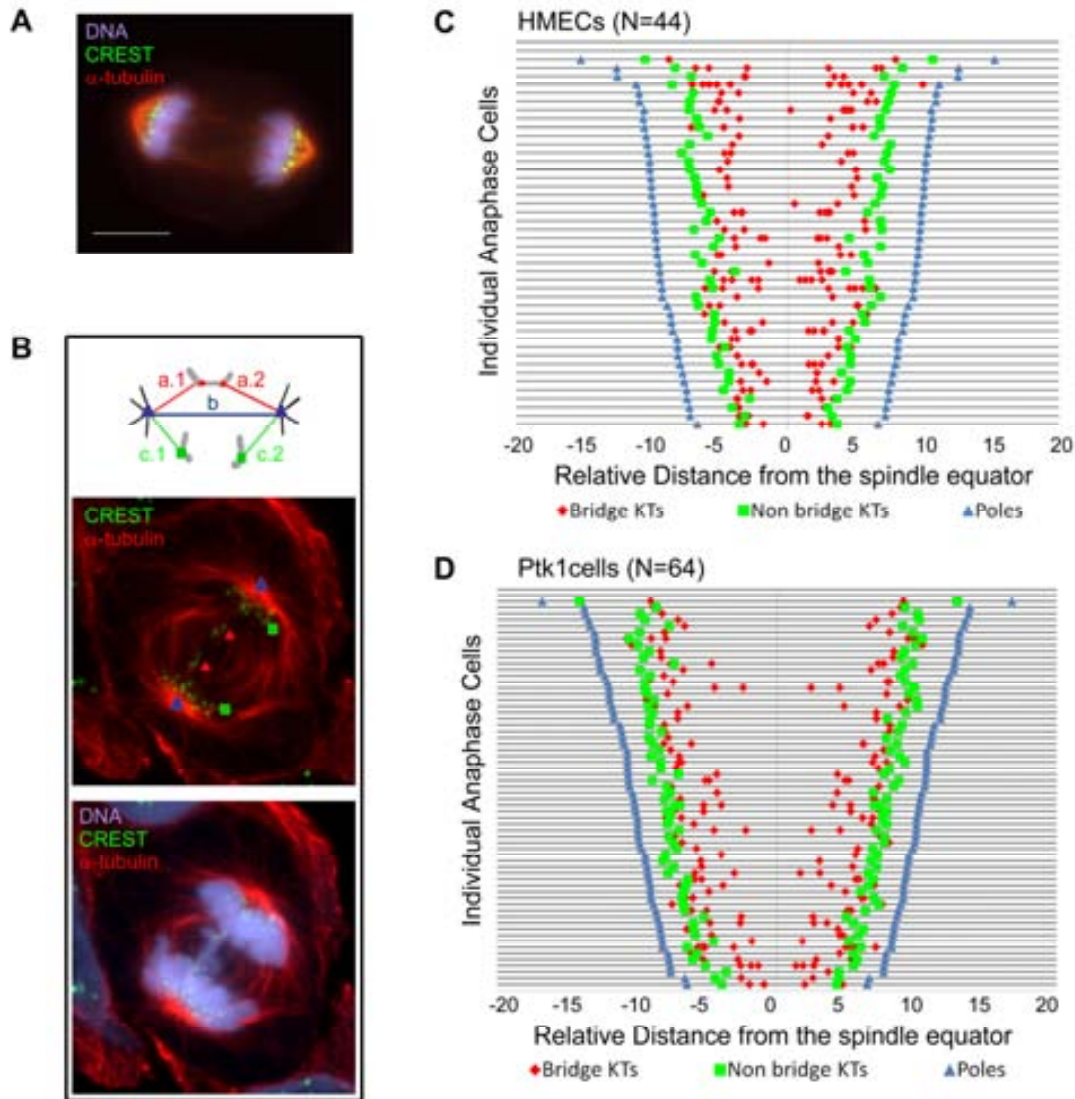 A
DNA
CREST
α-tubulin
B
a.1 a.2
b
c.1 c.2
CREST
α-tubulin
DNA
CREST
α-tubulin
C
HMECs (N=44)
Individual Anaphase Cells
-20 -15 -10 -5 0 5 10 15 20
Relative Distance from the spindle equator
Bridge KTs Non bridge KTs Poles
D
Ptk1cells (N=64)
Individual Anaphase Cells
-20 -15 -10 -5 0 5 10 15 20
Relative Distance from the spindle equator
Bridge KTs Non bridge KTs Poles